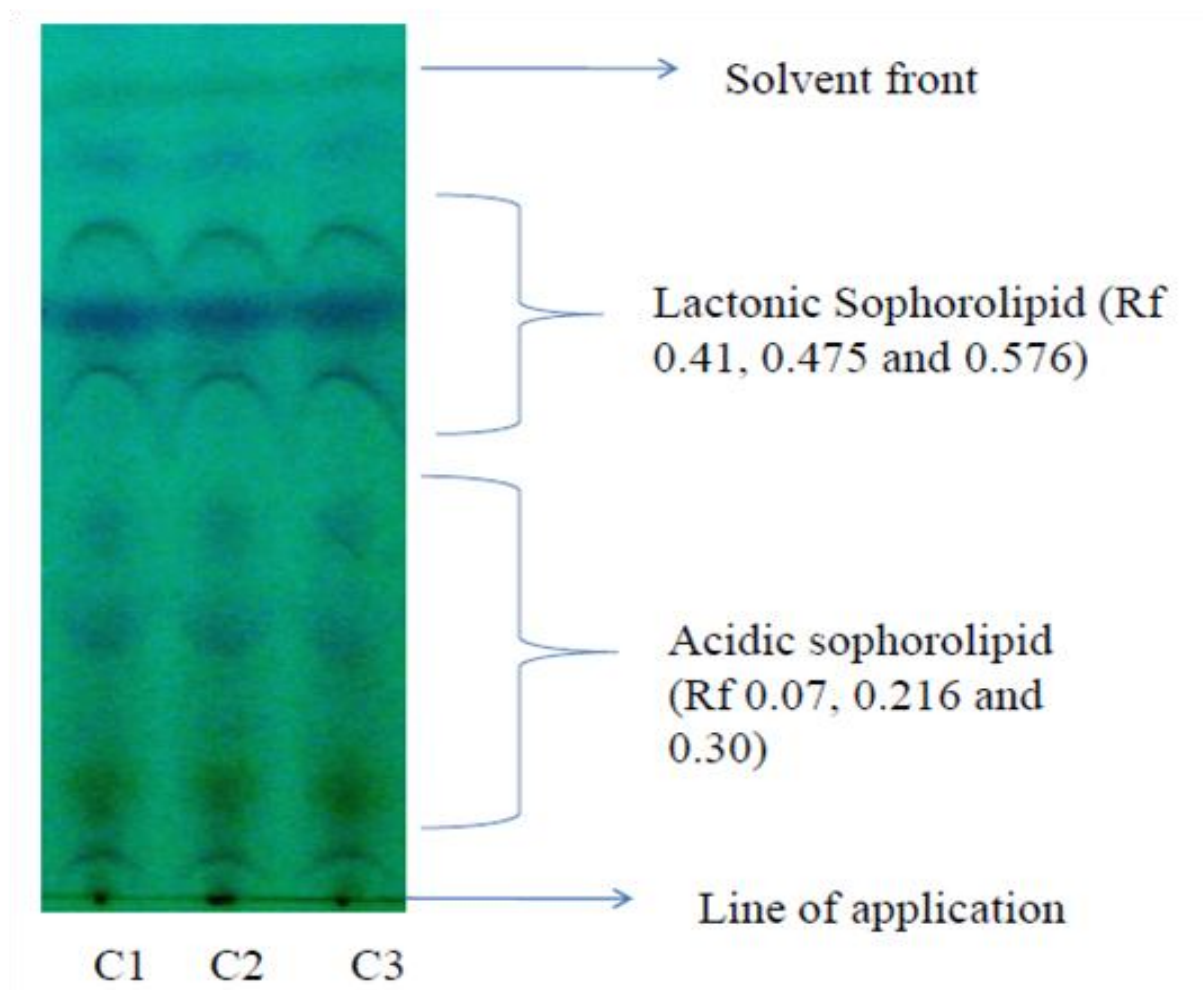 Solvent front
Lactonic Sophorolipid (Rf
0.41, 0.475 and 0.576)
Acidic sophorolipid
(Rf 0.07, 0.216 and
0.30)
Line of application
C1 C2 C3